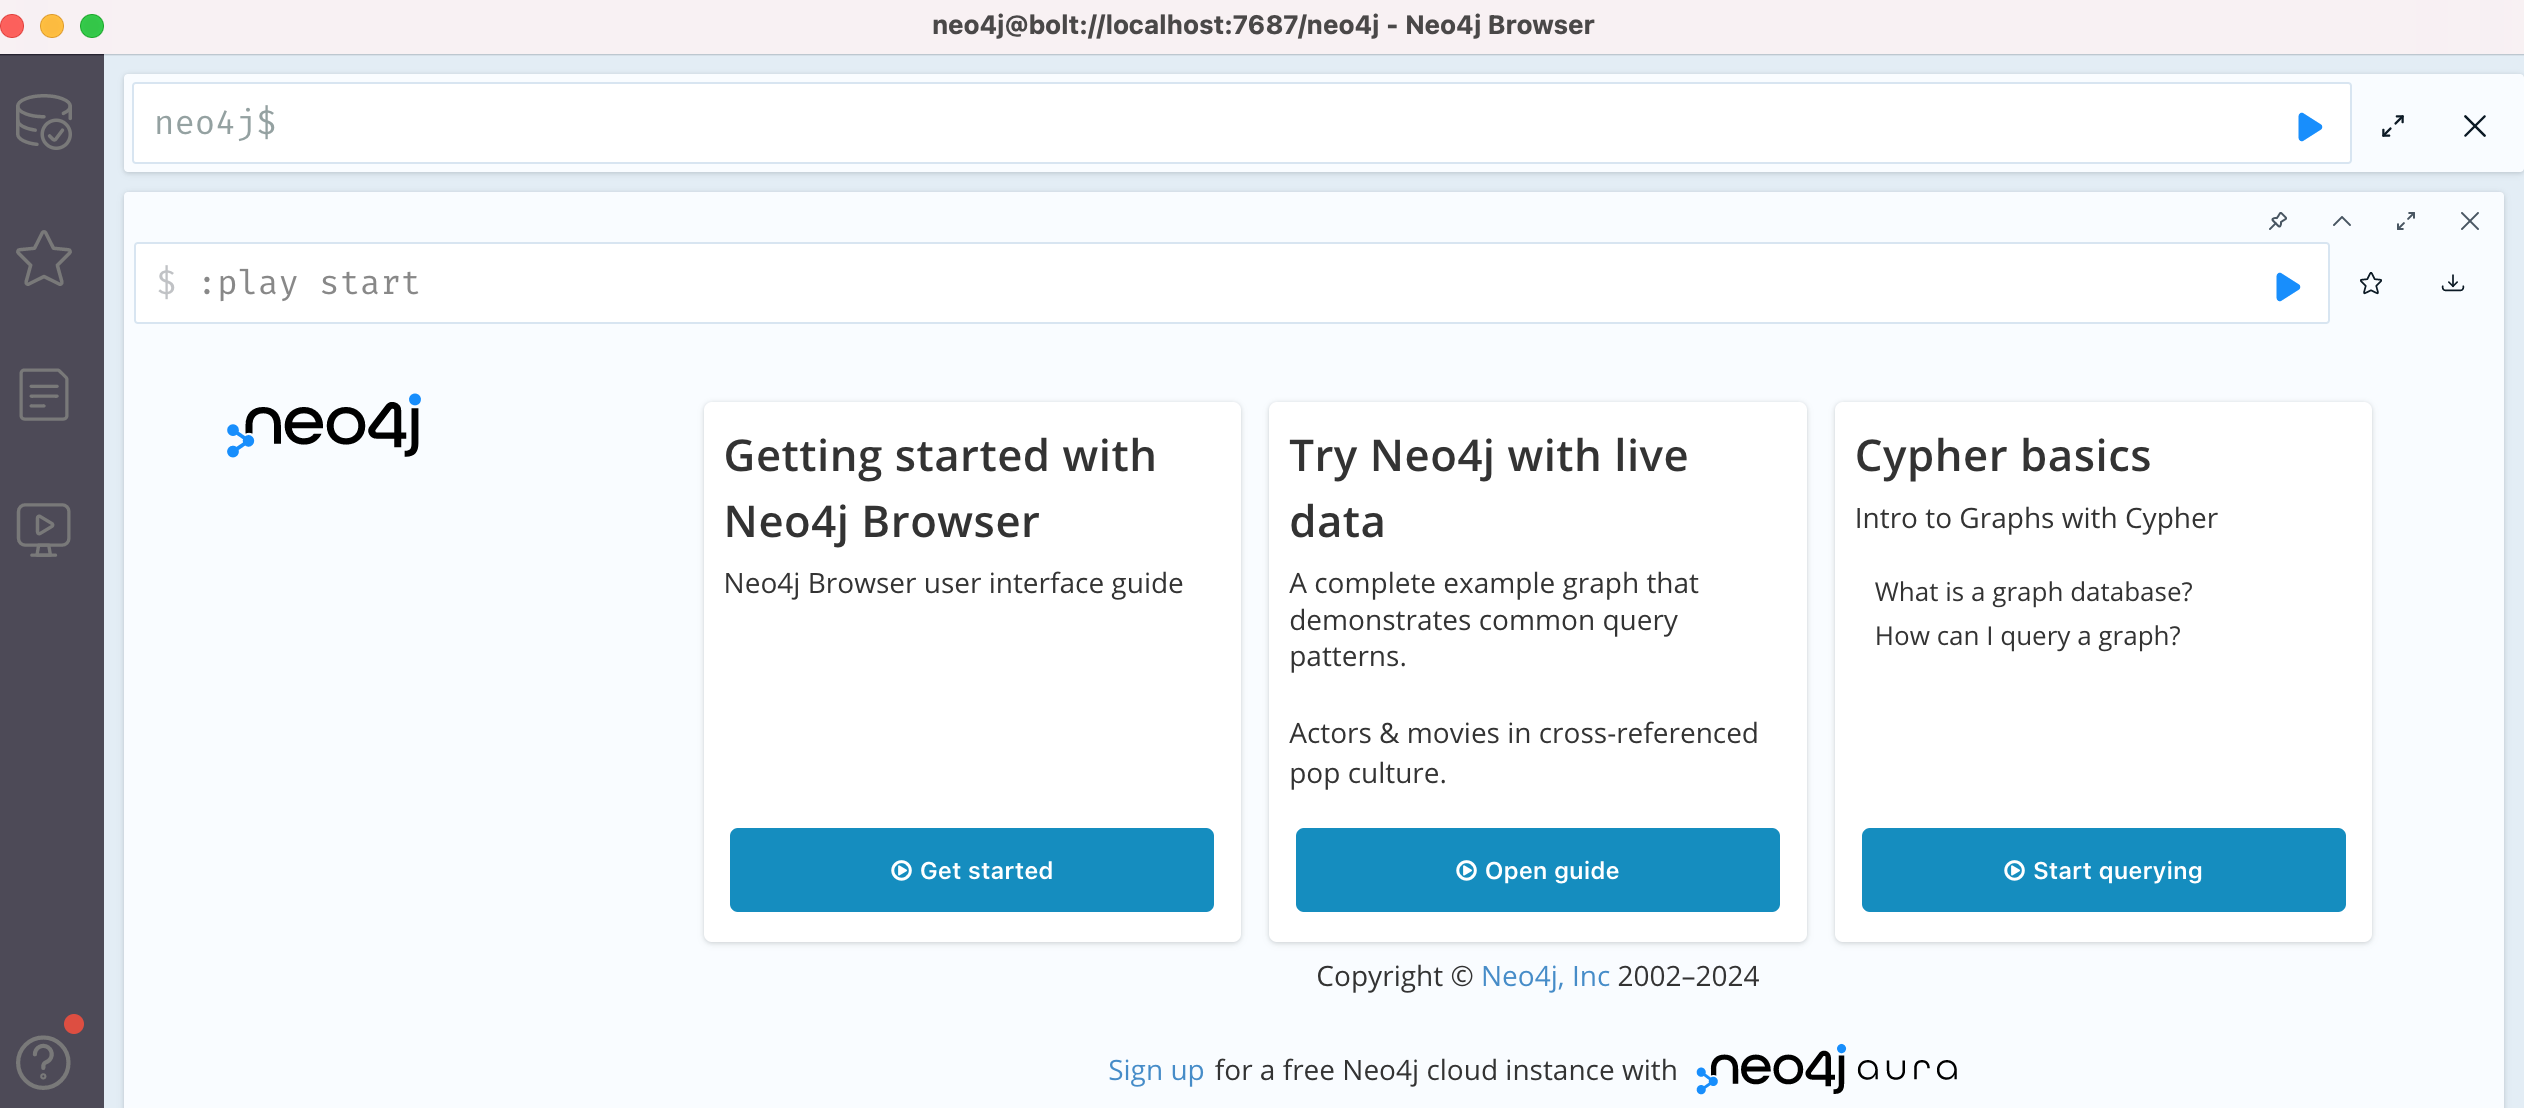 neo4j@bolt://localhost:7687/neo4j - Neo4j Browser
neo4j$
$ :play start
neo4j
Getting started with
Neo4j Browser
Neo4j Browser user interface guide
Get started
Try Neo4j with live
data
A complete example graph that
demonstrates common query
patterns.
Actors & movies in cross-referenced
pop culture.
Open guide
Cypher basics
Intro to Graphs with Cypher
What is a graph database?
How can I query a graph?
Start querying
Copyright © Neo4j, Inc 2002–2024
Sign up for a free Neo4j cloud instance with neo4j aura